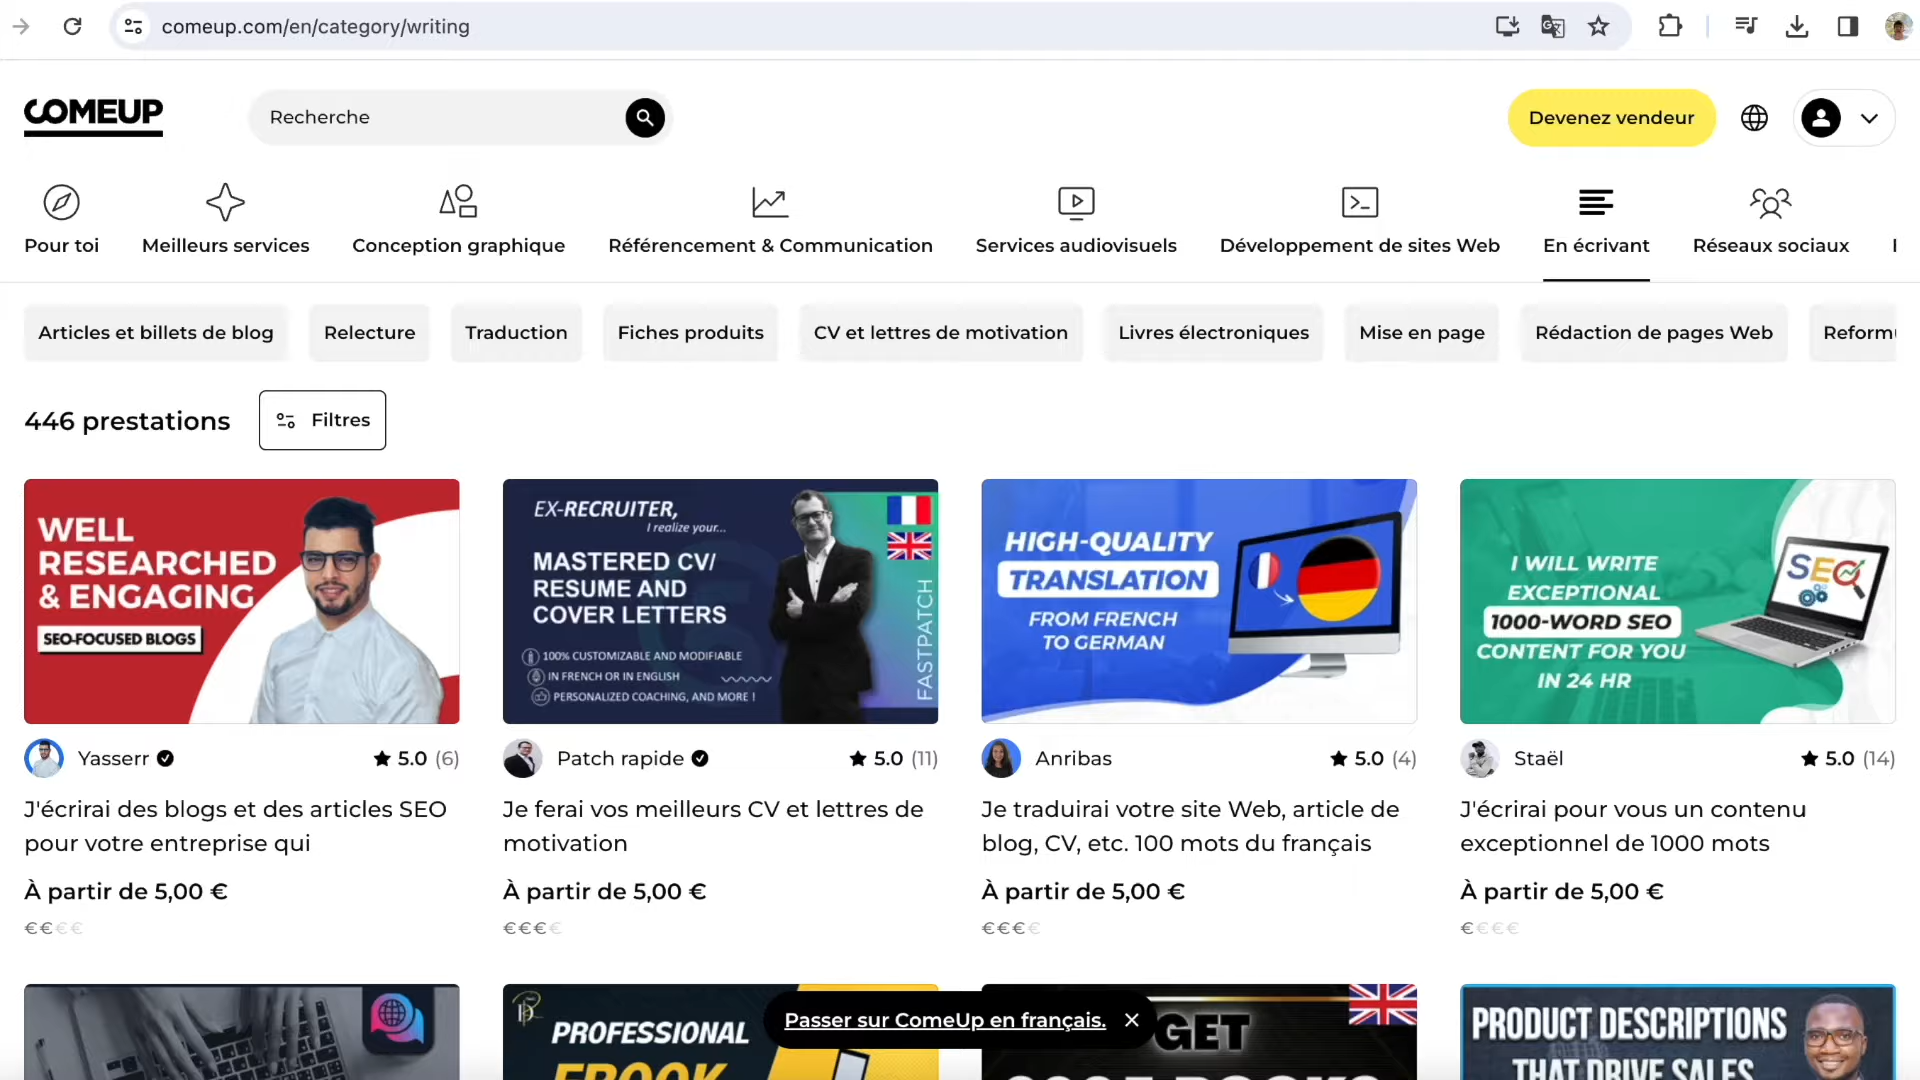 comeup.com/en/category/writing
COMEUP
Recherche
Devenez vendeur
Pour toi
Meilleurs services
Conception graphique
Référencement & Communication
Services audiovisuels
Développement de sites Web
En écrivant
Réseaux sociaux
Articles et billets de blog
Relecture
Traduction
Fiches produits
CV et lettres de motivation
Livres électroniques
Mise en page
Rédaction de pages Web
446 prestations
Filtres
WELL
RESEARCHED
& ENGAGING
SEO-FOCUSED BLOGS
EX-RECRUITER,
I realize your...
MASTERED CV/
RESUME AND
COVER LETTERS
100% CUSTOMIZABLE AND MODIFIABLE
IN FRENCH OR IN ENGLISH
PERSONALIZED COACHING, AND MORE !
FASTPATCH
HIGH-QUALITY
TRANSLATION
FROM FRENCH
TO GERMAN
I WILL WRITE
EXCEPTIONAL
1000-WORD SEO
CONTENT FOR YOU
IN 24 HR
SEO
Yasserr
5.0 (6)
Patch rapide
5.0 (11)
Anribas
5.0 (4)
Staël
5.0 (14)
J'écrirai des blogs et des articles SEO
pour votre entreprise qui
À partir de 5,00 €
€€€€
Je ferai vos meilleurs CV et lettres de
motivation
À partir de 5,00 €
€€€€
Je traduirai votre site Web, article de
blog, CV, etc. 100 mots du français
À partir de 5,00 €
€€€€
J'écrirai pour vous un contenu
exceptionnel de 1000 mots
À partir de 5,00 €
€€€€
PROFESSIONAL
EBOOK
GET
PRODUCT DESCRIPTIONS
THAT DRIVE SALES
Passer sur ComeUp en français.